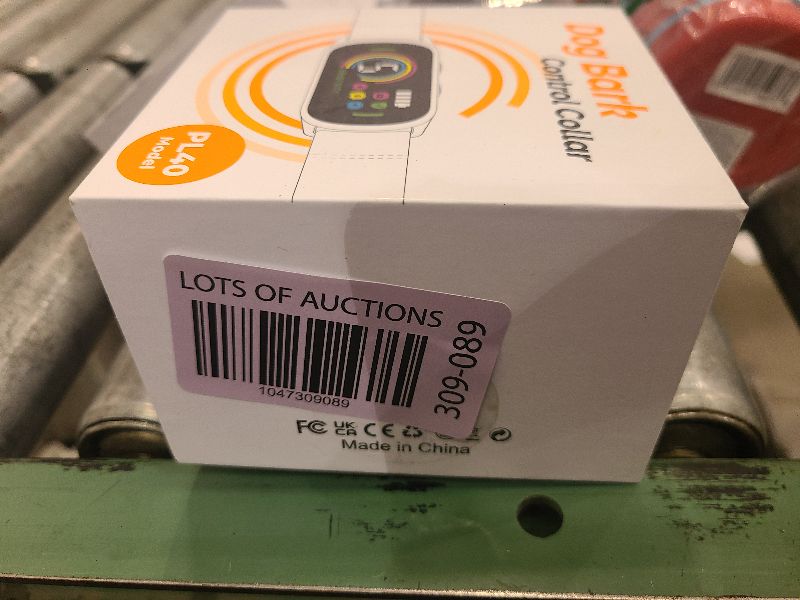 Dog Bark
Control Collar
PL40
Model
LOTS OF AUCTIONS
1047309089
309-089
FC UK CA CE
Made in China